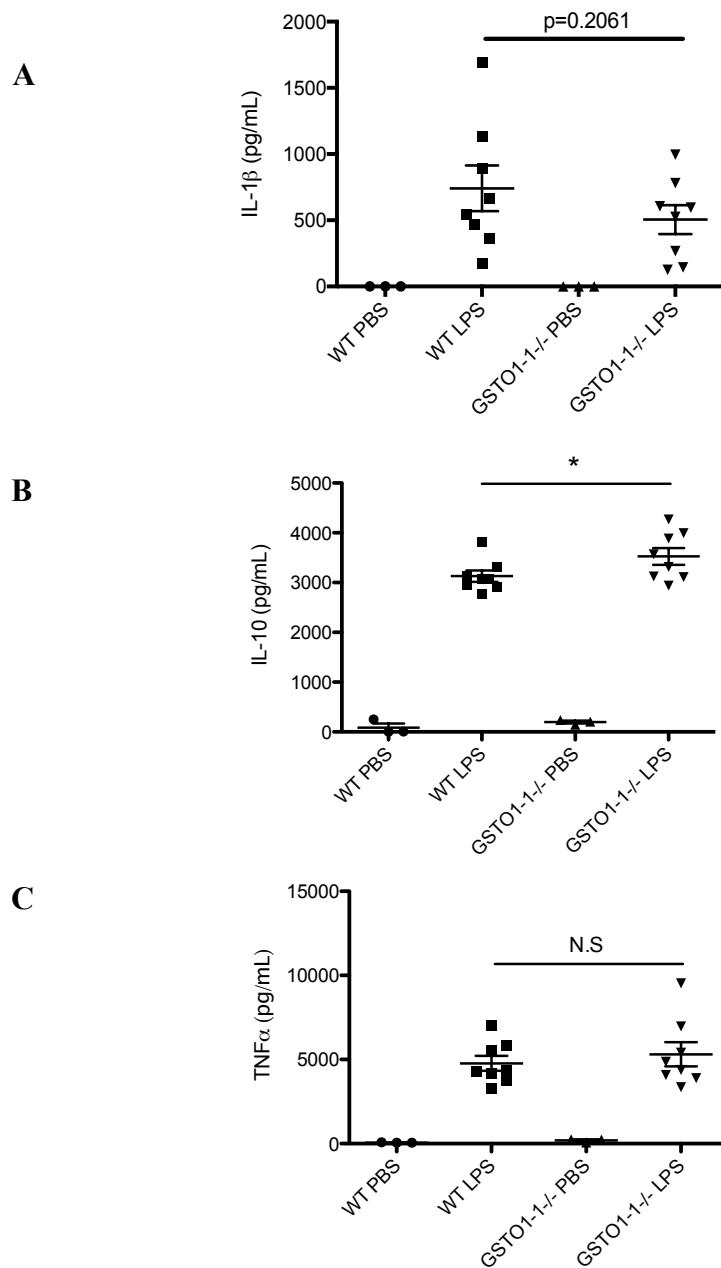 A
p=0.2061
IL-1β (pg/mL)
2000
1500
1000
500
0
WT PBS
WT LPS
GSTO1-1-/- PBS
GSTO1-1-/- LPS
B
*
IL-10 (pg/mL)
5000
4000
3000
2000
1000
0
WT PBS
WT LPS
GSTO1-1-/- PBS
GSTO1-1-/- LPS
C
N.S
TNFα (pg/mL)
15000
10000
5000
0
WT PBS
WT LPS
GSTO1-1-/- PBS
GSTO1-1-/- LPS